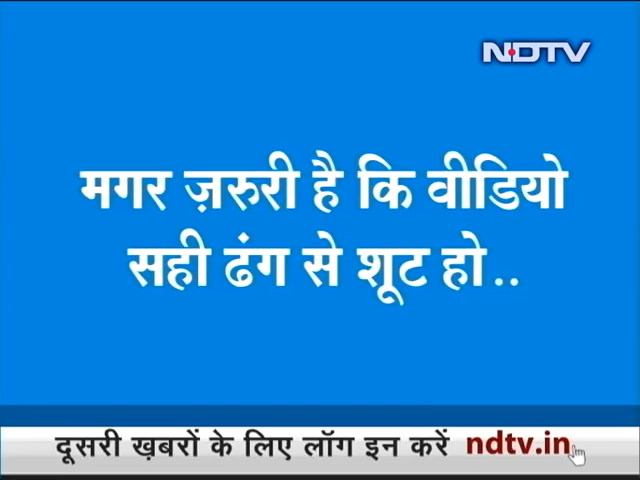 NDTV
मगर ज़रुरी है कि वीडियो
सही ढंग से शूट हो..
दूसरी ख़बरों के लिए लॉग इन करें ndtv.in